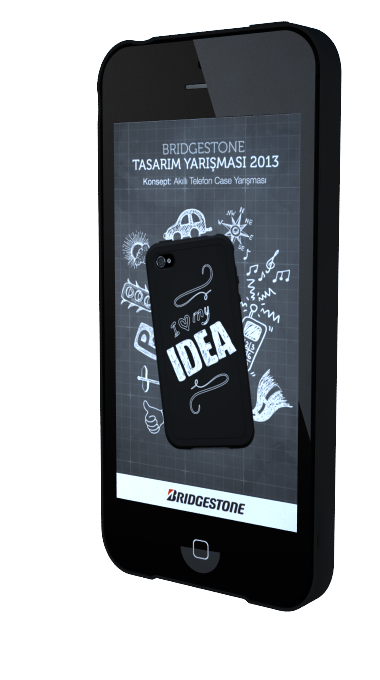 BRIDGESTONE
TASARIM YARIŞMASI 2013
Konsept: Akıllı Telefon Case Yarışması
P
I ♡ my
IDEA
BRIDGESTONE